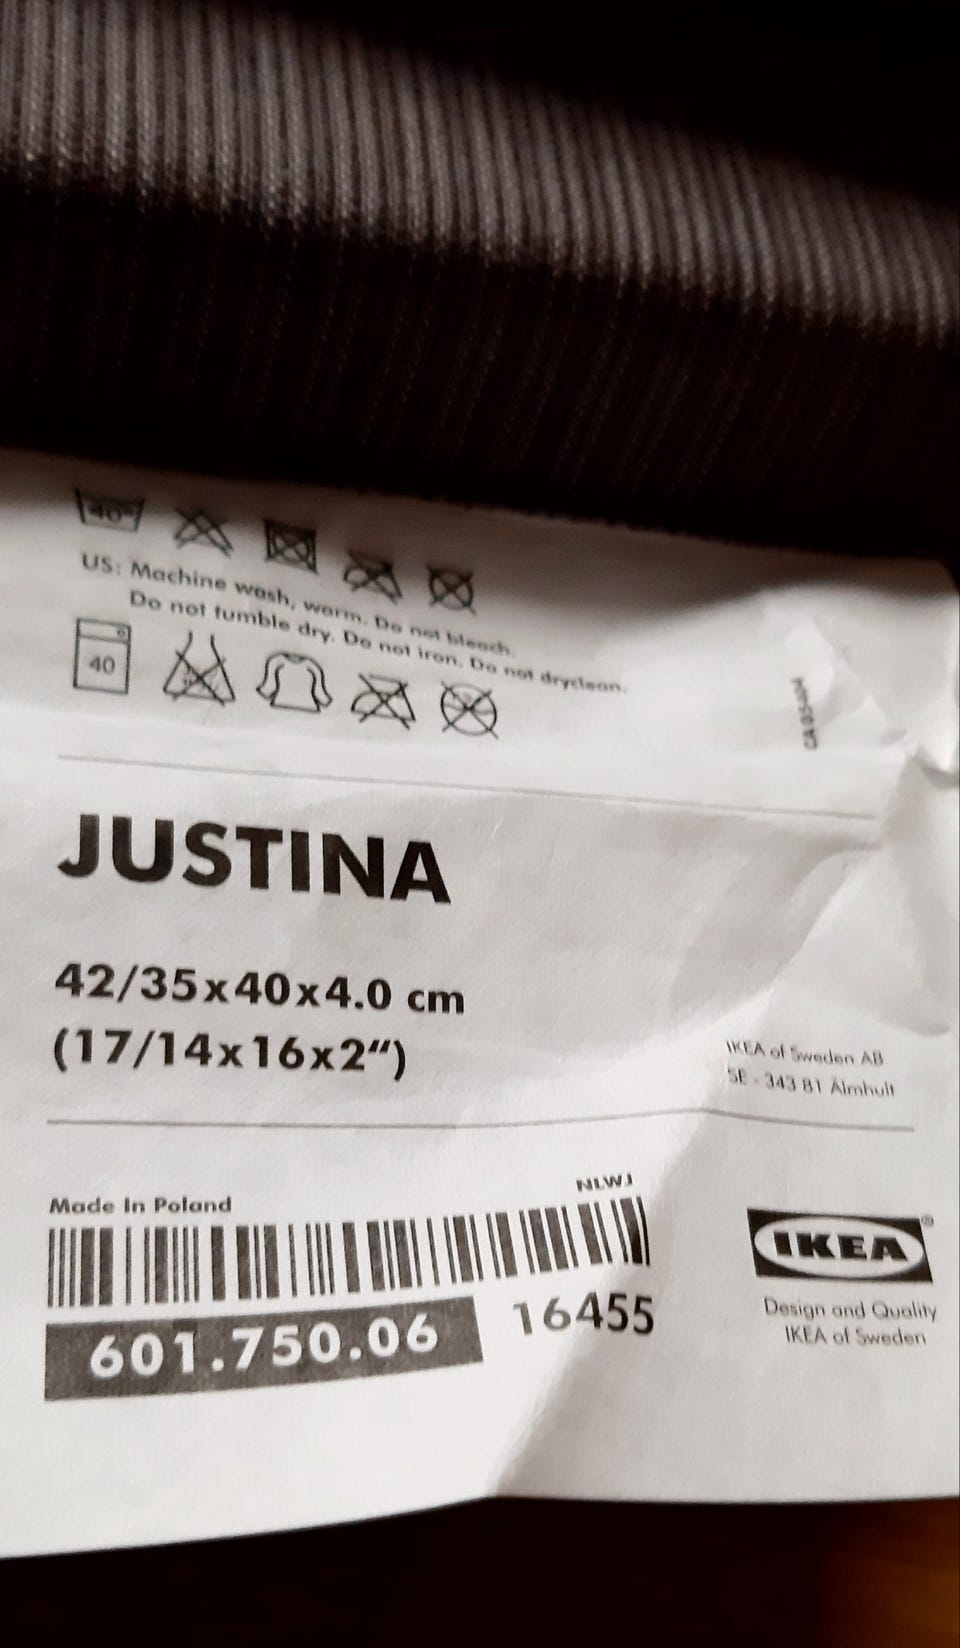 40°
US: Machine wash, warm. Do not bleach.
Do not tumble dry. Do not iron. Do not dryclean.
40
JUSTINA
42/35x40x4.0 cm
(17/14x16x2“)
IKEA of Sweden AB
SE - 343 81 Älmhult
Made In Poland
NLWJ
601.750.06
16455
IKEA®
Design and Quality
IKEA of Sweden